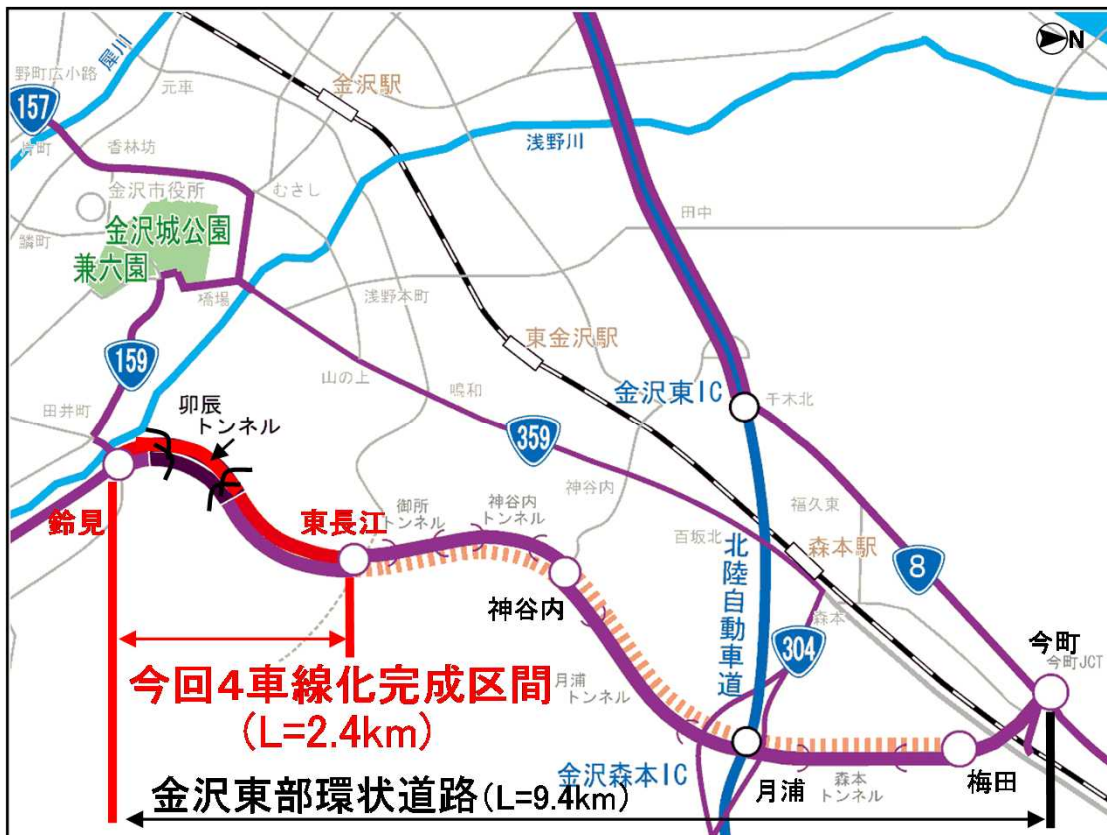 N
犀川
野町広小路
元車
157
片町
香林坊
金沢駅
浅野川
金沢市役所
むさし
田中
金沢城公園
兼六園
橋場
浅野本町
東金沢駅
159
山の上
鳴和
金沢東IC
千木北
田井町
卯辰
トンネル
359
神谷内
福久東
百坂北
森本駅
8
鈴見
東長江
御所
トンネル
神谷内
トンネル
神谷内
北陸自動車道
304
森本
今町
今町JCT
月浦
トンネル
今回4車線化完成区間
(L=2.4km)
金沢森本IC
月浦
森本
トンネル
梅田
金沢東部環状道路(L=9.4km)